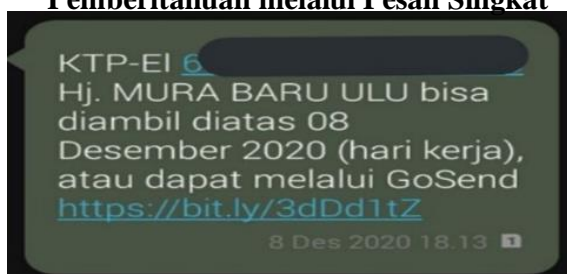 Pemberitahuan melalui Pesan Singkat
KTP-El 6
Hj. MURA BARU ULU bisa
diambil diatas 08
Desember 2020 (hari kerja),
atau dapat melalui GoSend
https://bit.ly/3dDd1tZ
8 Des 2020 18.13 1